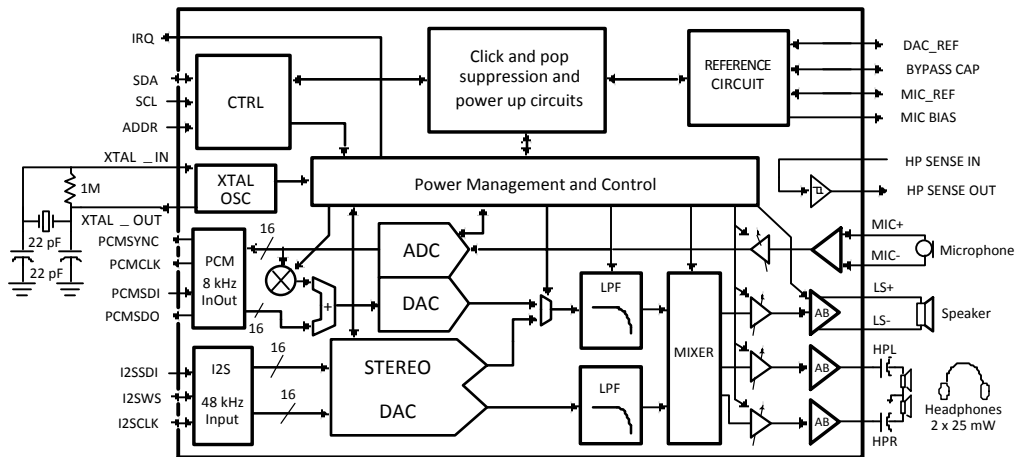 IRQ
SDA
SCL
ADDR
CTRL
Click and pop
suppression and
power up circuits
REFERENCE
CIRCUIT
DAC_REF
BYPASS CAP
MIC_REF
MIC BIAS
XTAL _IN
1M
XTAL _ OUT
22 pF
22 pF
XTAL
OSC
Power Management and Control
HP SENSE IN
HP SENSE OUT
PCMSYNC
PCMCLK
PCMSDI
PCMSDO
PCM
8 kHz
InOut
16
16
+
ADC
DAC
LPF
MIXER
MIC+
MIC-
Microphone
LS+
LS-
AB
Speaker
I2SSDI
I2SWS
I2SCLK
I2S
48 kHz
Input
16
16
STEREO
DAC
LPF
AB
AB
HPL
HPR
Headphones
2 x 25 mW